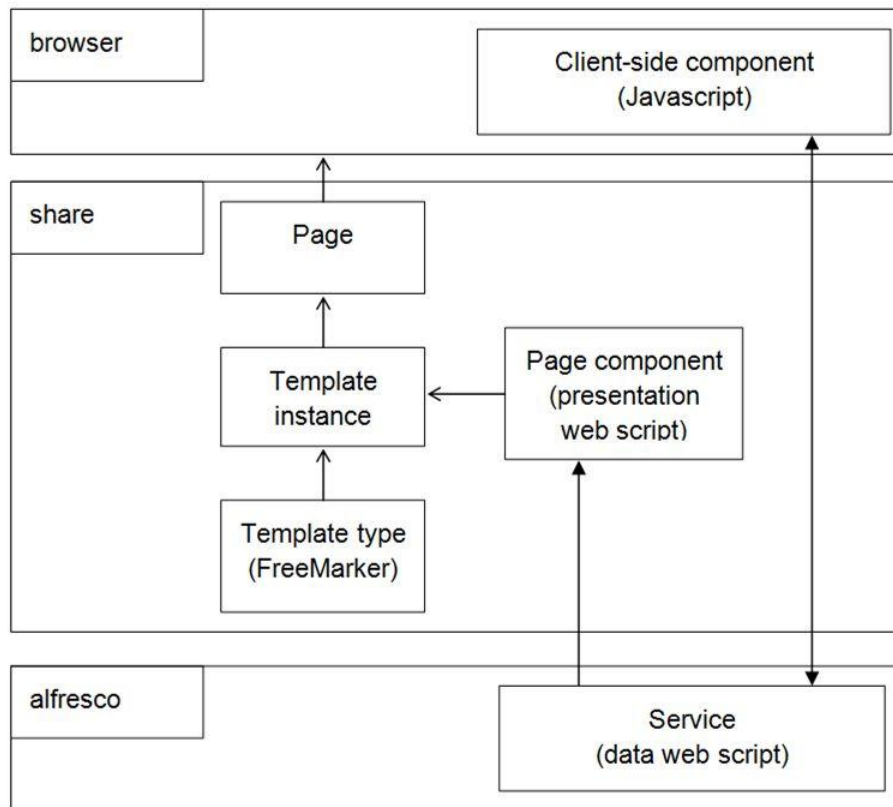 browser
Client-side component
(Javascript)
share
Page
Template
instance
Page component
(presentation
web script)
Template type
(FreeMarker)
alfresco
Service
(data web script)